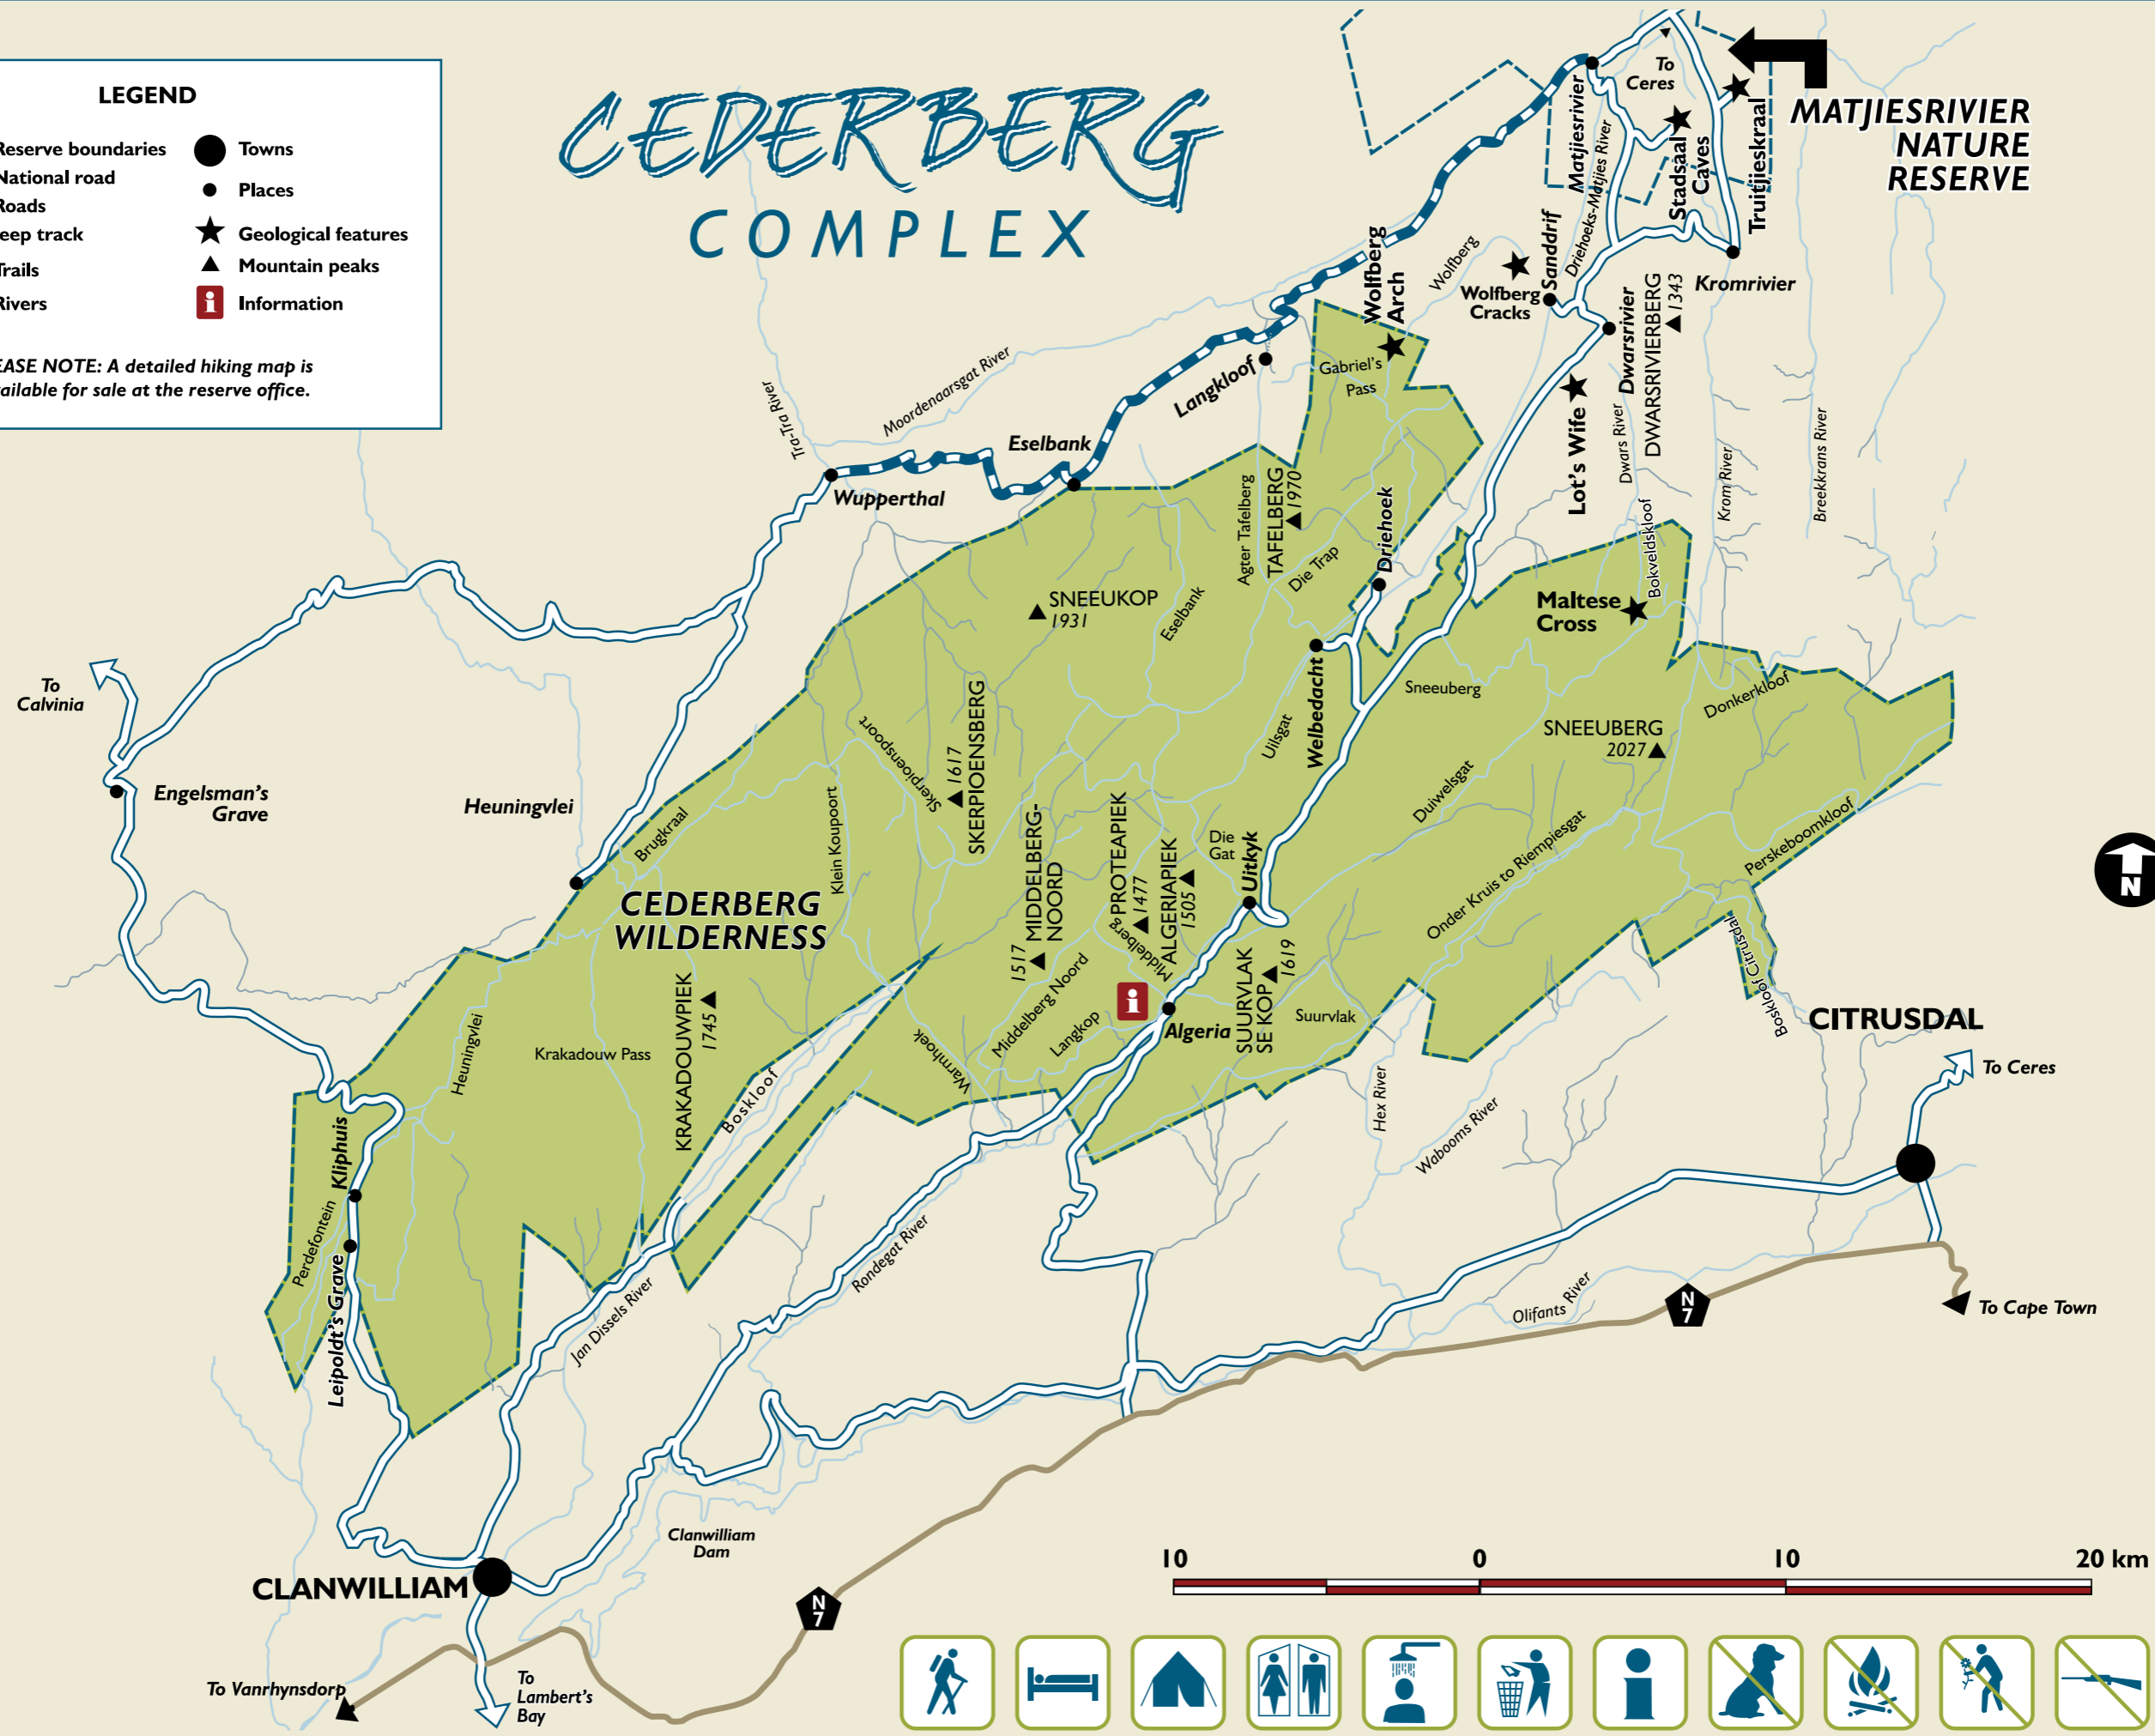 LEGEND
Reserve boundaries
National road
Roads
eep track
Trails
Rivers
Towns
Places
Geological features
Mountain peaks
i Information
EASE NOTE: A detailed hiking map is
ailable for sale at the reserve office.
CEDERBERG
COMPLEX
To
Ceres
MATJIESRIVIER
NATURE
RESERVE
Matjiesrivier
Driehoeks-Matjies River
Stadsaal
Caves
Truitjieskraal
Kromrivier
Sanddrif
Wolfberg
Wolfberg
Cracks
Wolfberg
Arch
Dwarsrivier
DWARSRIVIERBERG
1343
Lot's Wife
Dwars River
Krom River
Breekkrans River
Bokveldskloof
Gabriel's
Pass
Langkloof
Moordenaarsgat River
Tra-Tra River
Eselbank
Wupperthal
Agter Tafelberg
TAFELBERG
1970
Die Trap
Driehoek
SNEEUKOP
1931
Eselbank
Maltese
Cross
Welbedacht
Sneeuberg
Donkerkloof
SNEEUBERG
2027
Uilsgat
Duiwelsgat
Onder Kruis to Riempiesgat
Perskeboomkloof
Boskloof Citrusdal
To
Calvinia
Engelsman's
Grave
Heuningvlei
Brugkraal
Klein Koupoort
Skerpioenspoort
1617
SKERPIOENSBERG
MIDDELBERG-
NOORD
1517
PROTEAPIEK
1477
Middelberg
ALGERIAPIEK
1505
Die
Gat
Uitkyk
CEDERBERG
WILDERNESS
KRAKADOUWPIEK
1745
Krakadouw Pass
Heuningvlei
Boskloof
Warmhoek
Middelberg Noord
Langkop
i
Algeria
SUURVLAK
SE KOP
1619
Suurvlak
Hex River
Wabooms River
CITRUSDAL
To Ceres
N
Kliphuis
Perdefontein
Leipoldt's Grave
Jan Dissels River
Rondegat River
Olifants River
N
7
To Cape Town
Clanwilliam
Dam
CLANWILLIAM
N
7
To Vanrhynsdorp
To
Lambert's
Bay
10 0 10 20 km